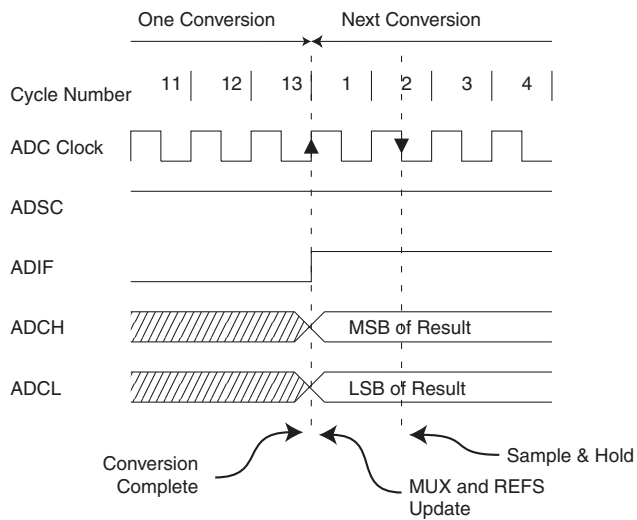 One Conversion Next Conversion
Cycle Number 11 12 13 1 2 3 4
ADC Clock
ADSC
ADIF
ADCH MSB of Result
ADCL LSB of Result
Sample & Hold
Conversion
Complete
MUX and REFS
Update